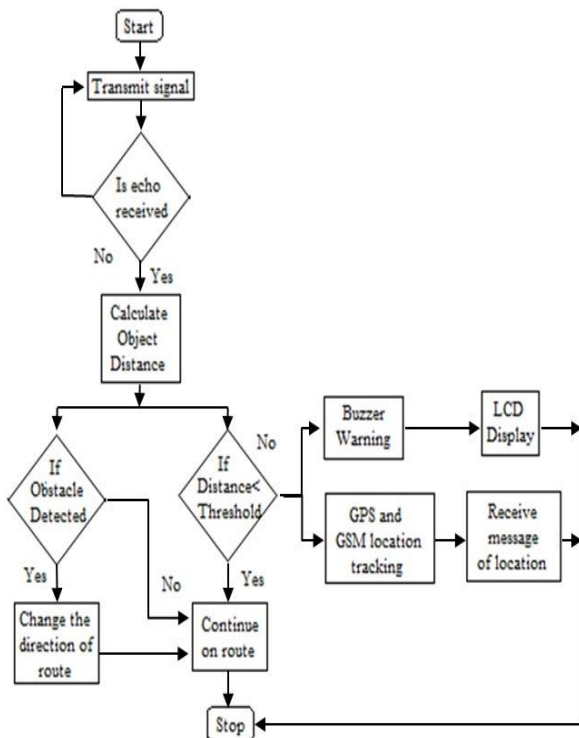 Start
Transmit signal
Is echo
received
No
Yes
Calculate
Object
Distance
If
Obstacle
Detected
If
Distance<
Threshold
No
Buzzer
Warning
LCD
Display
GPS and
GSM location
tracking
Receive
message
of location
Yes
No
Yes
Change the
direction of
route
Continue
on route
Stop